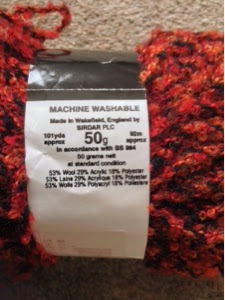 MACHINE WASHABLE
Made in Wakefield, England by
SIRDAR PLC
101yds approx 50g 92m approx
In accordance with BS 984
50 grams nett
at standard condition
53% Wool 29% Acrylic 18% Polyester
53% Laine 29% Acrylique 18% Polyester
53% Wolle 29% Polyacryl 18% Polyester